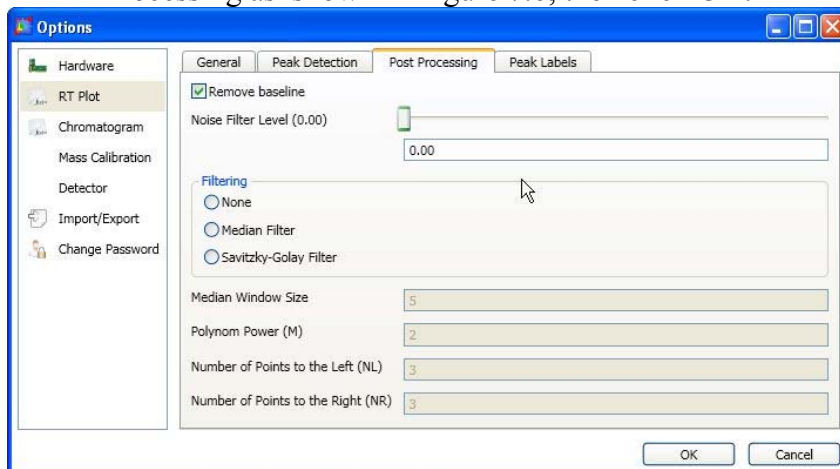 Options
Hardware
RT Plot
Chromatogram
Mass Calibration
Detector
Import/Export
Change Password
General Peak Detection Post Processing Peak Labels
Remove baseline
Noise Filter Level (0.00)
0.00
Filtering
None
Median Filter
Savitzky-Golay Filter
Median Window Size 5
Polynom Power (M) 2
Number of Points to the Left (NL) 3
Number of Points to the Right (NR) 3
OK Cancel